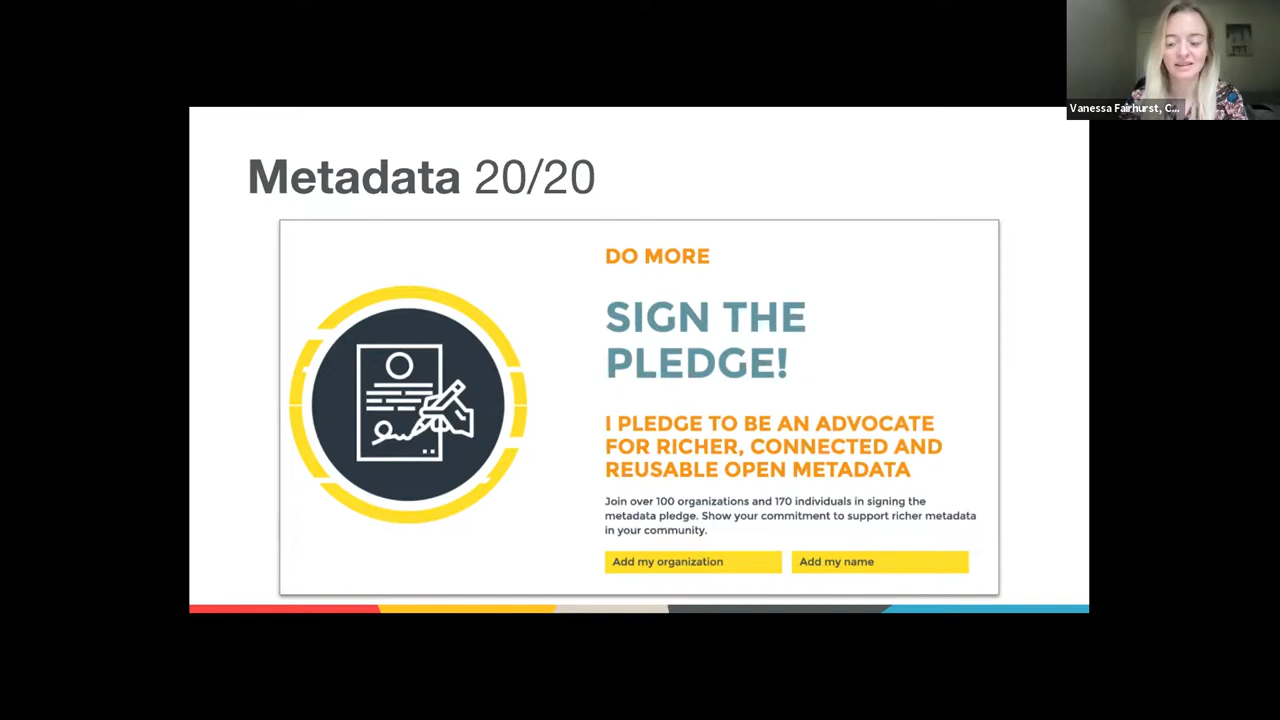 Vanessa Fairhurst, C...
Metadata 20/20
DO MORE
SIGN THE
PLEDGE!
I PLEDGE TO BE AN ADVOCATE
FOR RICHER, CONNECTED AND
REUSABLE OPEN METADATA
Join over 100 organizations and 170 individuals in signing the
metadata pledge. Show your commitment to support richer metadata
in your community.
Add my organization
Add my name